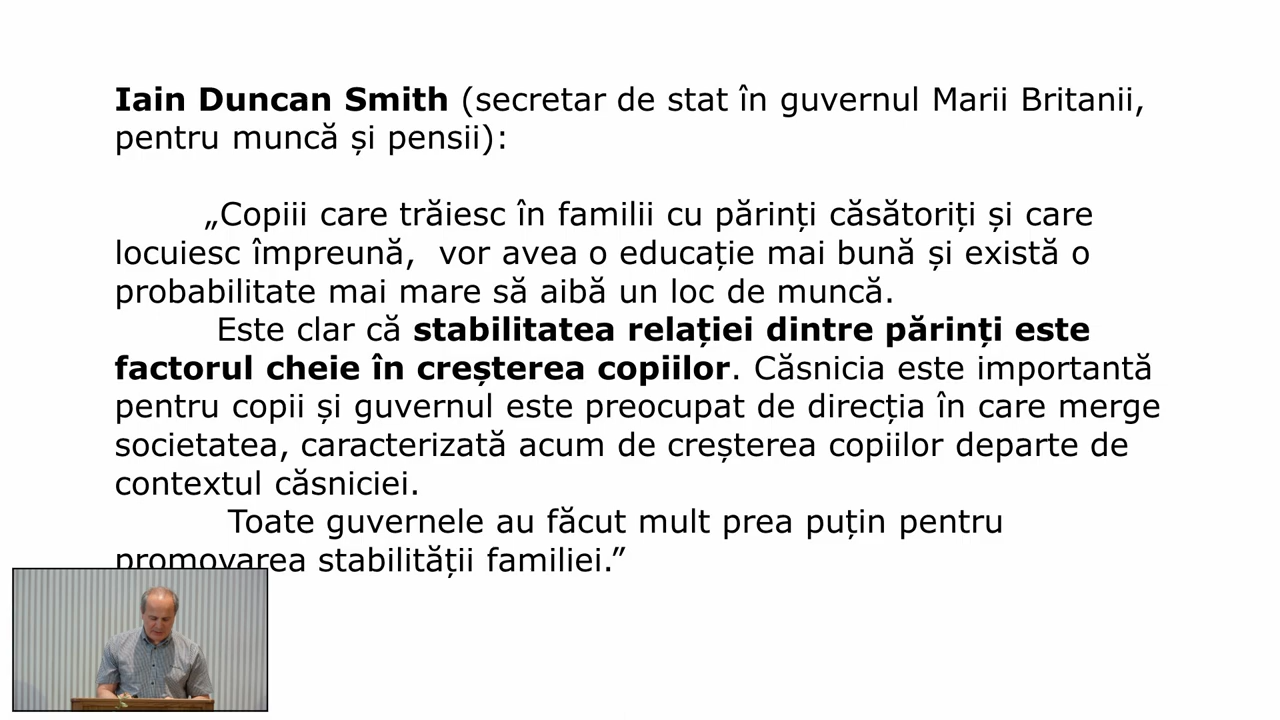 Iain Duncan Smith (secretar de stat în guvernul Marii Britanii,
pentru muncă și pensii):
„Copiii care trăiesc în familii cu părinți căsătoriți și care
locuiesc împreună, vor avea o educație mai bună și există o
probabilitate mai mare să aibă un loc de muncă.
Este clar că stabilitatea relației dintre părinți este
factorul cheie în creșterea copiilor. Căsnicia este importantă
pentru copii și guvernul este preocupat de direcția în care merge
societatea, caracterizată acum de creșterea copiilor departe de
contextul căsniciei.
Toate guvernele au făcut mult prea puțin pentru
promovarea stabilității familiei.”